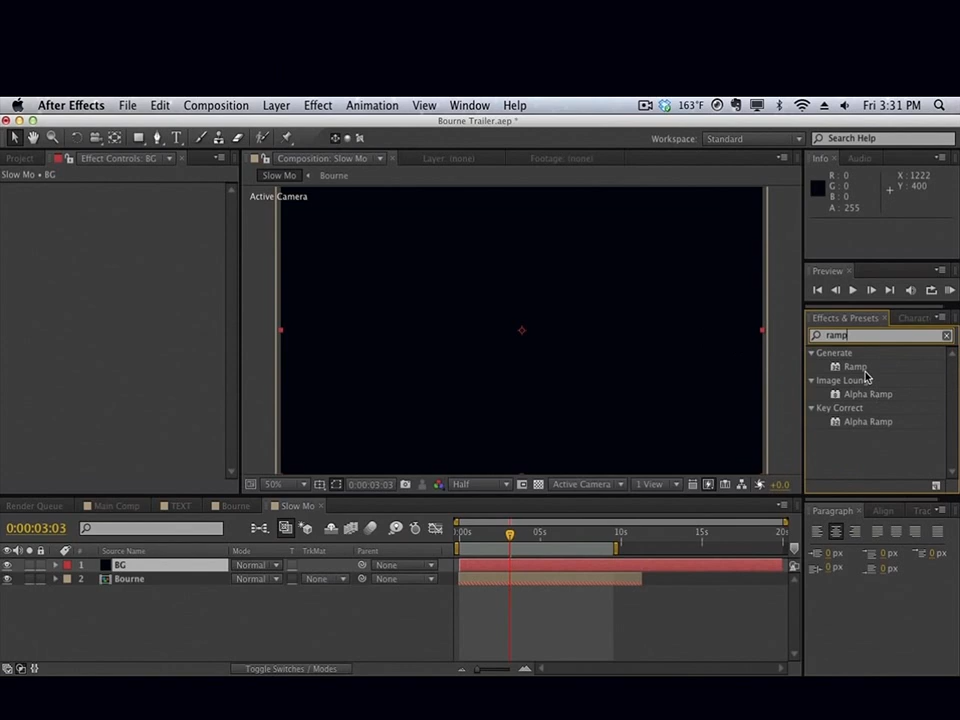 After Effects File Edit Composition Layer Effect Animation View Window Help 163°F Fri 3:31 PM
Bourne Trailer.aep *
Workspace: Standard Search Help
Project Effect Controls: BG Composition: Slow Mo Layer: (none) Footage: (none) Info Audio
Slow Mo • BG Slow Mo Bourne
R : 0 X : 1222
G : 0 Y : 400
B : 0
A : 255
Active Camera
Preview
Effects & Presets Charact
ramp
Generate
Ramp
Image Loun
Alpha Ramp
Key Correct
Alpha Ramp
50% 0:00:03:03 Half Active Camera 1 View +0.0
Render Queue Main Comp TEXT Bourne Slow Mo
Paragraph Align Trac
0:00:03:03
:00s 05s 10s 15s 20s
# Source Name Mode T TrkMat Parent
1 BG Normal None
2 Bourne Normal None None
0 px 0 px 0 px
0 px 0 px
Toggle Switches / Modes